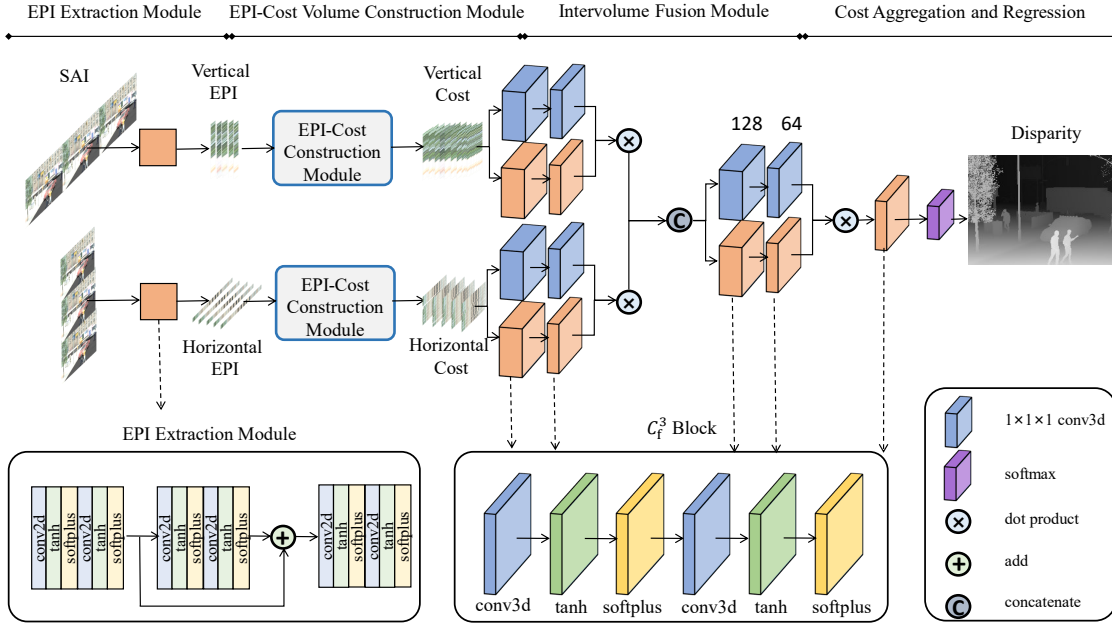 EPI Extraction Module
EPI-Cost Volume Construction Module
Intervolume Fusion Module
Cost Aggregation and Regression
SAI
Vertical
EPI
EPI-Cost
Construction
Module
Vertical
Cost
128
64
Disparity
C
Horizontal
EPI
EPI-Cost
Construction
Module
Horizontal
Cost
EPI Extraction Module
conv2d
tanh
softplus
conv2d
tanh
softplus
conv2d
tanh
softplus
conv2d
tanh
softplus
conv2d
tanh
softplus
conv2d
tanh
softplus
C_f^3 Block
conv3d
tanh
softplus
conv3d
tanh
softplus
1×1×1 conv3d
softmax
dot product
add
C
concatenate